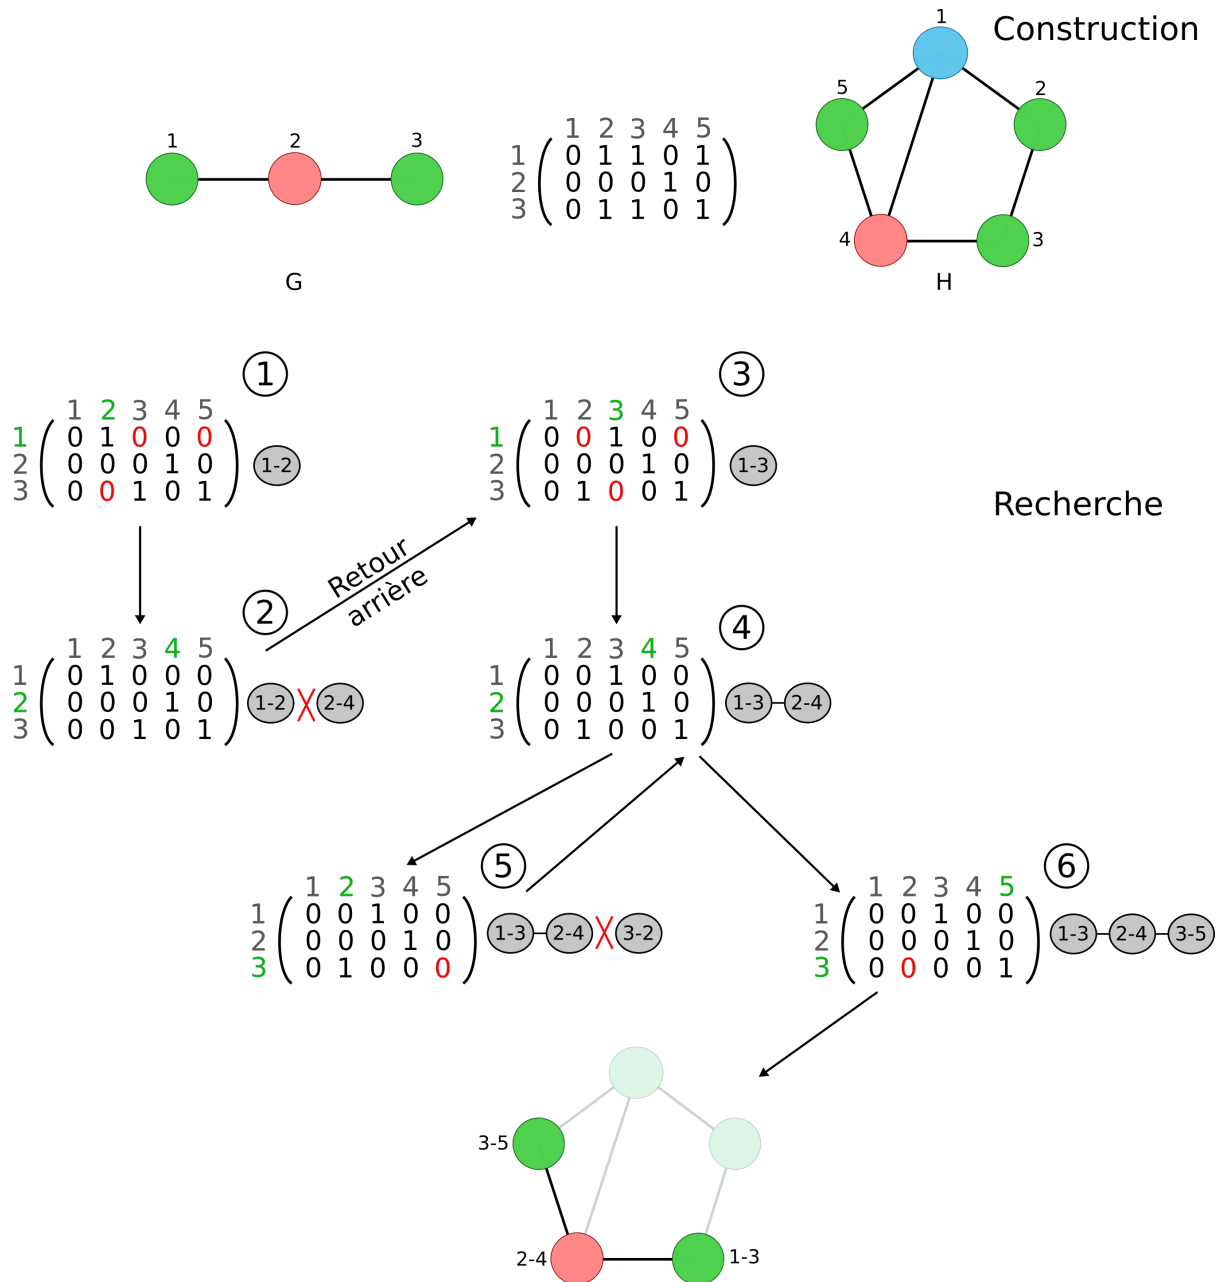 1
Construction
5
2
1 2 3
1 2 3 4 5
1 0 1 1 0 1
2 0 0 0 1 0
3 0 1 1 0 1
4
3
G
H
1
3
1 2 3 4 5
1 0 1 0 0 0
2 0 0 0 1 0
3 0 0 1 0 1
1-2
1 2 3 4 5
1 0 0 1 0 0
2 0 0 0 1 0
3 0 1 0 0 1
1-3
Recherche
Retour
arrière
2
4
1 2 3 4 5
1 0 1 0 0 0
2 0 0 0 1 0
3 0 0 1 0 1
1-2 2-4
1 2 3 4 5
1 0 0 1 0 0
2 0 0 0 1 0
3 0 1 0 0 1
1-3 2-4
5
6
1 2 3 4 5
1 0 0 1 0 0
2 0 0 0 1 0
3 0 1 0 0 0
1-3 2-4 3-2
1 2 3 4 5
1 0 0 1 0 0
2 0 0 0 1 0
3 0 0 0 0 1
1-3 2-4 3-5
3-5
2-4
1-3